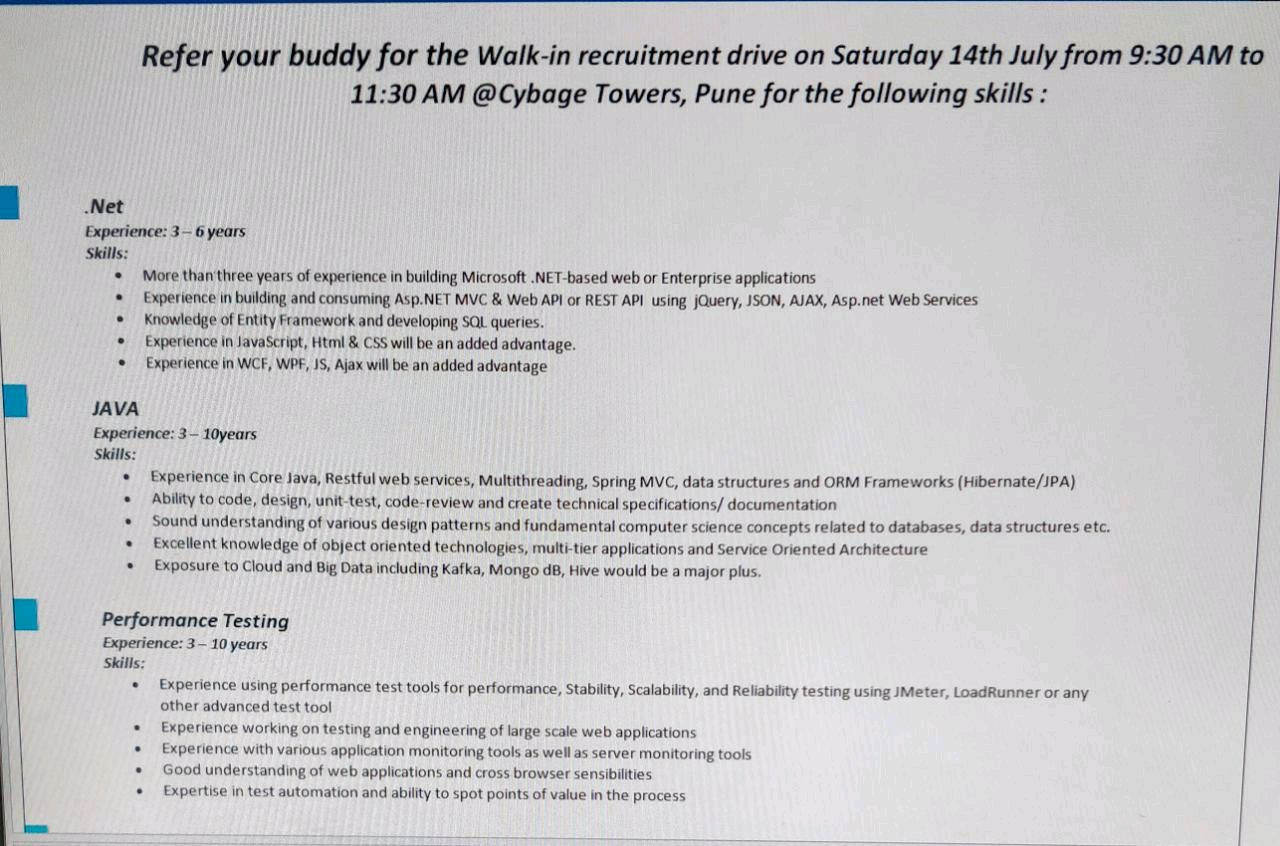 Refer your buddy for the Walk-in recruitment drive on Saturday 14th July from 9:30 AM to
11:30 AM @Cybage Towers, Pune for the following skills :
.Net
Experience: 3 – 6 years
Skills:
• More than three years of experience in building Microsoft .NET-based web or Enterprise applications
• Experience in building and consuming Asp.NET MVC & Web API or REST API using jQuery, JSON, AJAX, Asp.net Web Services
• Knowledge of Entity Framework and developing SQL queries.
• Experience in JavaScript, Html & CSS will be an added advantage.
• Experience in WCF, WPF, JS, Ajax will be an added advantage
JAVA
Experience: 3 – 10years
Skills:
• Experience in Core Java, Restful web services, Multithreading, Spring MVC, data structures and ORM Frameworks (Hibernate/JPA)
• Ability to code, design, unit-test, code-review and create technical specifications/ documentation
• Sound understanding of various design patterns and fundamental computer science concepts related to databases, data structures etc.
• Excellent knowledge of object oriented technologies, multi-tier applications and Service Oriented Architecture
• Exposure to Cloud and Big Data including Kafka, Mongo dB, Hive would be a major plus.
Performance Testing
Experience: 3 – 10 years
Skills:
• Experience using performance test tools for performance, Stability, Scalability, and Reliability testing using JMeter, LoadRunner or any
other advanced test tool
• Experience working on testing and engineering of large scale web applications
• Experience with various application monitoring tools as well as server monitoring tools
• Good understanding of web applications and cross browser sensibilities
• Expertise in test automation and ability to spot points of value in the process